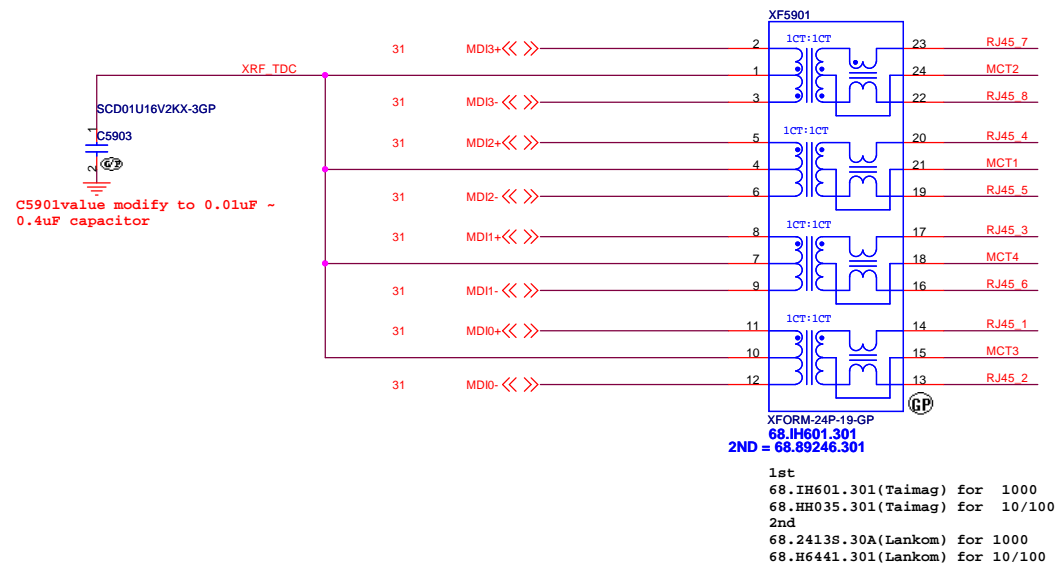 XF5901
31 MDI3+ 2 1CT:1CT 23 RJ45_7
XRF_TDC 1 24 MCT2
31 MDI3- 3 22 RJ45_8
SCD01U16V2KX-3GP
1
C5903
2 G/P
C5901value modify to 0.01uF ~
0.4uF capacitor
31 MDI2+ 5 1CT:1CT 20 RJ45_4
4 21 MCT1
31 MDI2- 6 19 RJ45_5
31 MDI1+ 8 1CT:1CT 17 RJ45_3
7 18 MCT4
31 MDI1- 9 16 RJ45_6
31 MDI0+ 11 1CT:1CT 14 RJ45_1
10 15 MCT3
31 MDI0- 12 13 RJ45_2
GP
XFORM-24P-19-GP
68.IH601.301
2ND = 68.89246.301
1st
68.IH601.301(Taimag) for 1000
68.HH035.301(Taimag) for 10/100
2nd
68.2413S.30A(Lankom) for 1000
68.H6441.301(Lankom) for 10/100